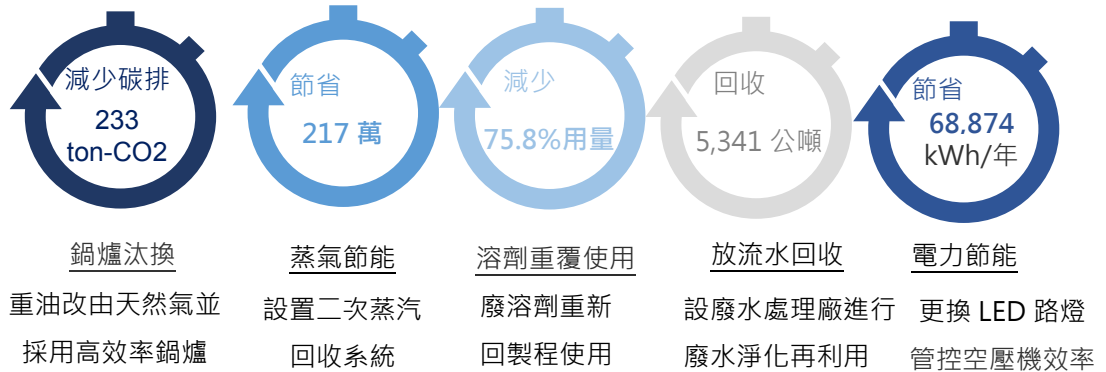 減少碳排
233
ton-CO2
節省
217 萬
減少
75.8%用量
回收
5,341 公噸
節省
68,874
kWh/年
鍋爐汰換
重油改由天然氣並
採用高效率鍋爐
蒸氣節能
設置二次蒸汽
回收系統
溶劑重覆使用
廢溶劑重新
回製程使用
放流水回收
設廢水處理廠進行
廢水淨化再利用
電力節能
更換 LED 路燈
管控空壓機效率